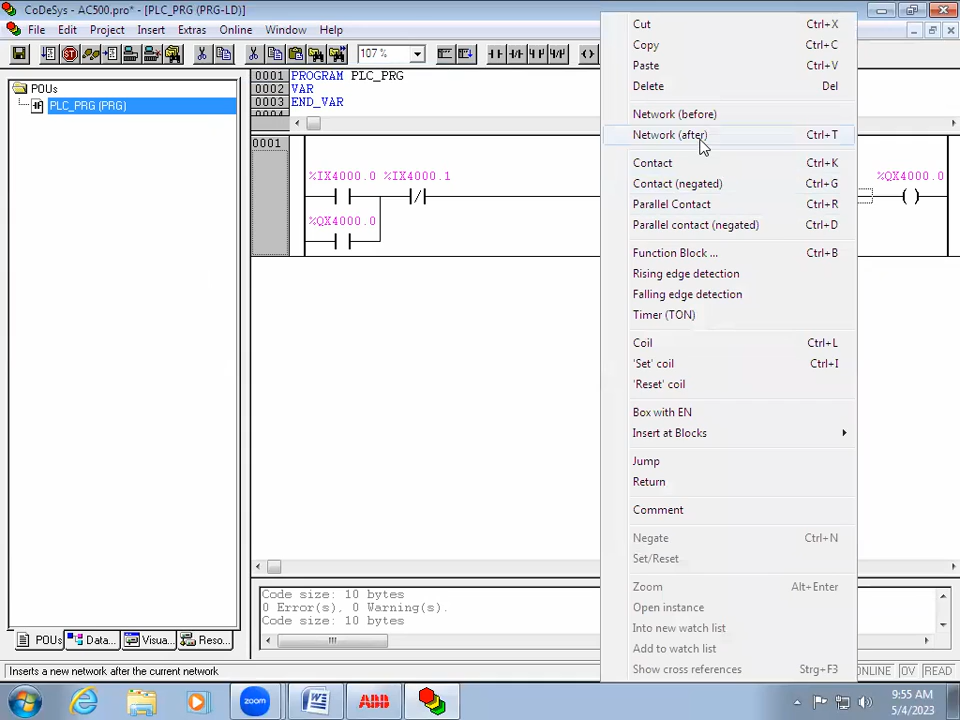 CoDeSys - AC500.pro* - [PLC_PRG (PRG-LD)]
File Edit Project Insert Extras Online Window Help
107 %
POUs
PLC_PRG (PRG)
0001 PROGRAM PLC_PRG
0002 VAR
0003 END_VAR
0001
%IX4000.0 %IX4000.1
%QX4000.0
%QX4000.0
Cut Ctrl+X
Copy Ctrl+C
Paste Ctrl+V
Delete Del
Network (before)
Network (after) Ctrl+T
Contact Ctrl+K
Contact (negated) Ctrl+G
Parallel Contact Ctrl+R
Parallel contact (negated) Ctrl+D
Function Block ... Ctrl+B
Rising edge detection
Falling edge detection
Timer (TON)
Coil Ctrl+L
'Set' coil Ctrl+I
'Reset' coil
Box with EN
Insert at Blocks
Jump
Return
Comment
Negate Ctrl+N
Set/Reset
Zoom Alt+Enter
Open instance
Into new watch list
Add to watch list
Show cross references Strg+F3
Code size: 10 bytes
0 Error(s), 0 Warning(s).
Code size: 10 bytes
POUs Data... Visua... Reso...
Inserts a new network after the current network
ONLINE OV READ
zoom
W
ABB
9:55 AM
5/4/2023